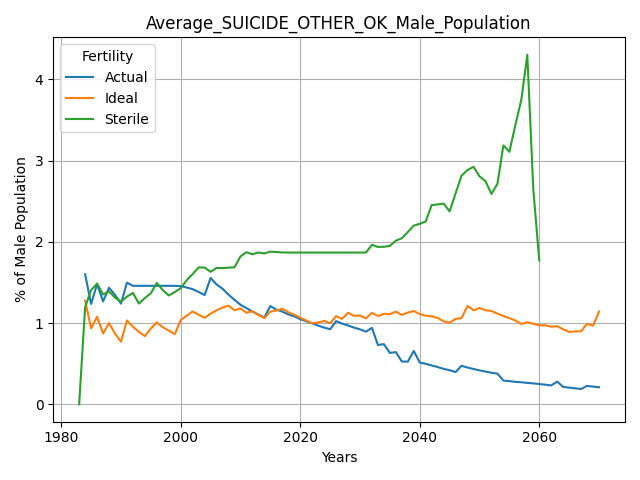 Average_SUICIDE_OTHER_OK_Male_Population
Fertility
Actual
Ideal
Sterile
% of Male Population
4
3
2
1
0
1980 2000 2020 2040 2060
Years